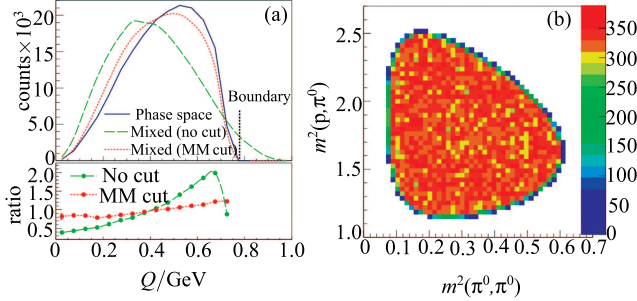 (a)
counts×10³
20
15
10
5.0
0
Boundary
Phase space
Mixed (no cut)
Mixed (MM cut)
ratio
2.0
1.5
1.0
0.5
No cut
MM cut
0 0.2 0.4 0.6 0.8 1.0
Q/GeV
(b)
m²(p,π⁰)
2.5
2.0
1.5
1.0
0 0.1 0.2 0.3 0.4 0.5 0.6 0.7
m²(π⁰,π⁰)
350
300
250
200
150
100
50
0